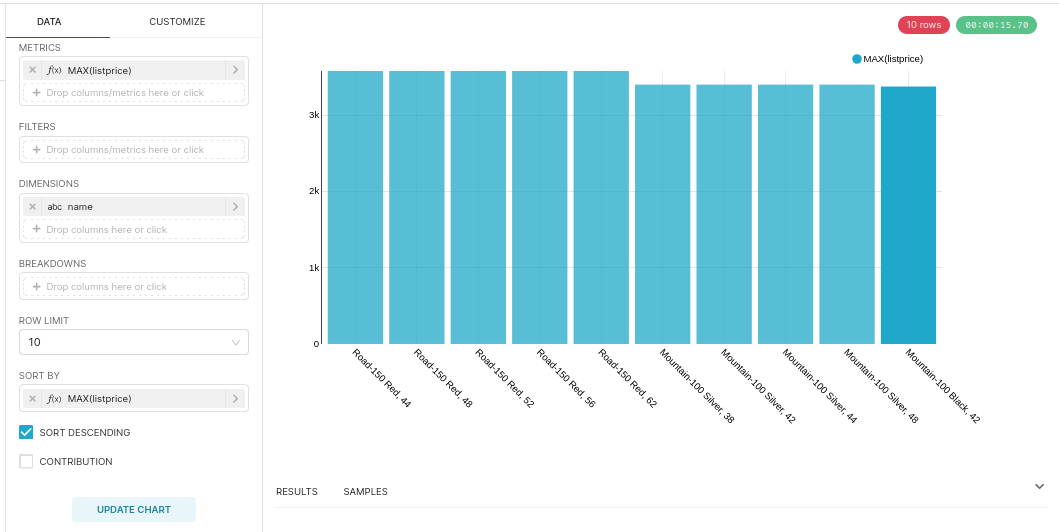 DATA
CUSTOMIZE
METRICS
f(x) MAX(listprice)
Drop columns/metrics here or click
FILTERS
Drop columns/metrics here or click
DIMENSIONS
abc name
Drop columns here or click
BREAKDOWNS
Drop columns here or click
ROW LIMIT
10
SORT BY
f(x) MAX(listprice)
SORT DESCENDING
CONTRIBUTION
UPDATE CHART
10 rows
00:00:15.70
MAX(listprice)
3k
2k
1k
0
Road-150 Red, 44
Road-150 Red, 48
Road-150 Red, 52
Road-150 Red, 56
Road-150 Red, 62
Mountain-100 Silver, 38
Mountain-100 Silver, 42
Mountain-100 Silver, 44
Mountain-100 Silver, 48
Mountain-100 Black, 42
RESULTS
SAMPLES